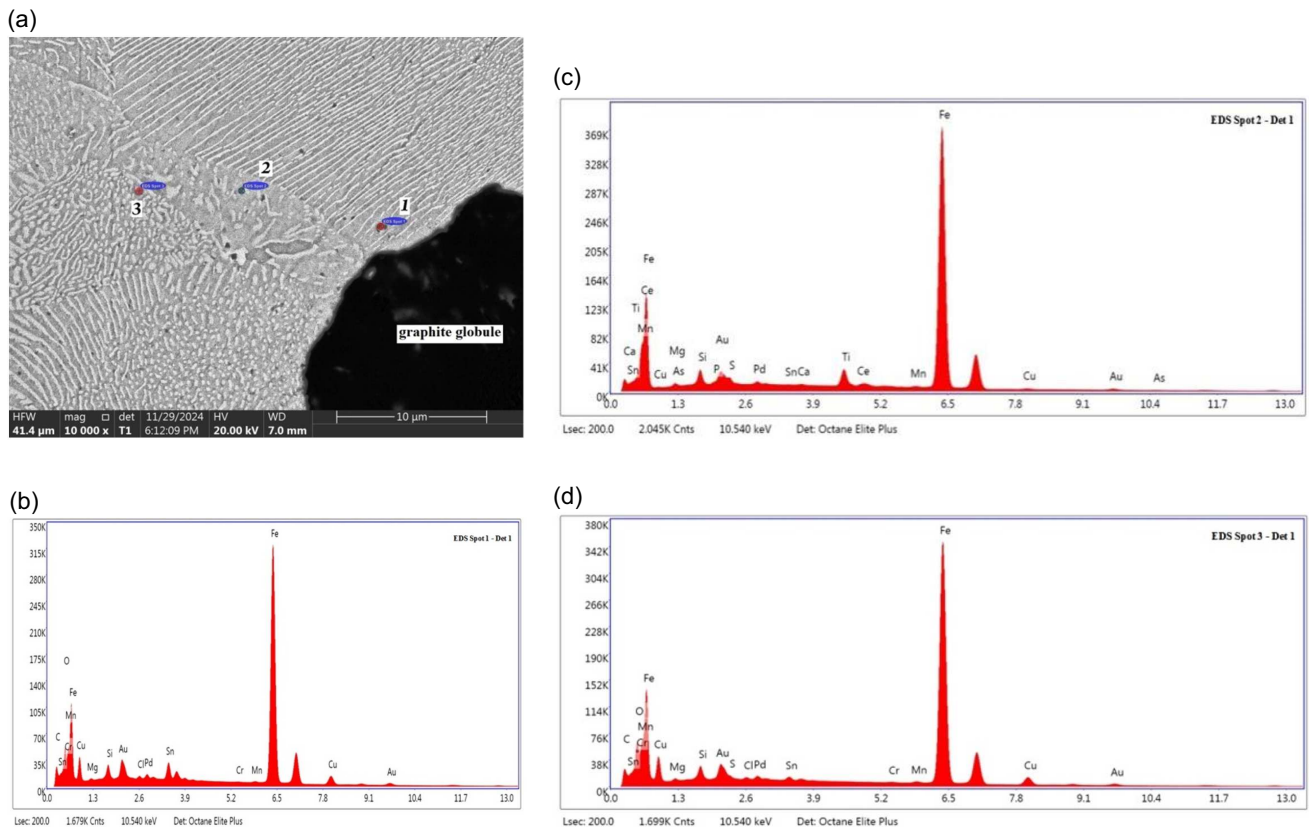 (a)
2
EDS Spot 2
EDS Spot 3
3
1
EDS Spot 1
graphite globule
HFW mag det 11/29/2024 HV WD
41.4 µm 10 000 x T1 6:12:09 PM 20.00 kV 7.0 mm 10 µm
(b)
350K
EDS Spot 1 - Det 1
Fe
315K
280K
245K
210K
175K
O
140K
Fe
105K
Mn
C
70K
Cr
Cu
Si
Au
Sn
35K
Sn
Mg
Cl Pd
Cr
Mn
Cu
Au
0K
0.0 1.3 2.6 3.9 5.2 6.5 7.8 9.1 10.4 11.7 13.0
Lsec: 200.0 1.679K Cnts 10.540 keV Det: Octane Elite Plus
(c)
Fe
EDS Spot 2 - Det 1
369K
328K
287K
246K
205K
Fe
164K
Ce
123K
Ti
Mn
82K
Au
Ca
Mg
Si
S
Ti
41K
Sn
Cu
As
P
Pd
Sn Ca
Ce
Mn
Cu
Au
As
0K
0.0 1.3 2.6 3.9 5.2 6.5 7.8 9.1 10.4 11.7 13.0
Lsec: 200.0 2.045K Cnts 10.540 keV Det: Octane Elite Plus
(d)
380K
Fe
EDS Spot 3 - Det 1
342K
304K
266K
228K
190K
152K
Fe
114K
O
Mn
76K
C
Cr
Cu
Si
Au
38K
Sn
Mg
S
Cl Pd
Sn
Cr
Mn
Cu
Au
0K
0.0 1.3 2.6 3.9 5.2 6.5 7.8 9.1 10.4 11.7 13.0
Lsec: 200.0 1.699K Cnts 10.540 keV Det: Octane Elite Plus